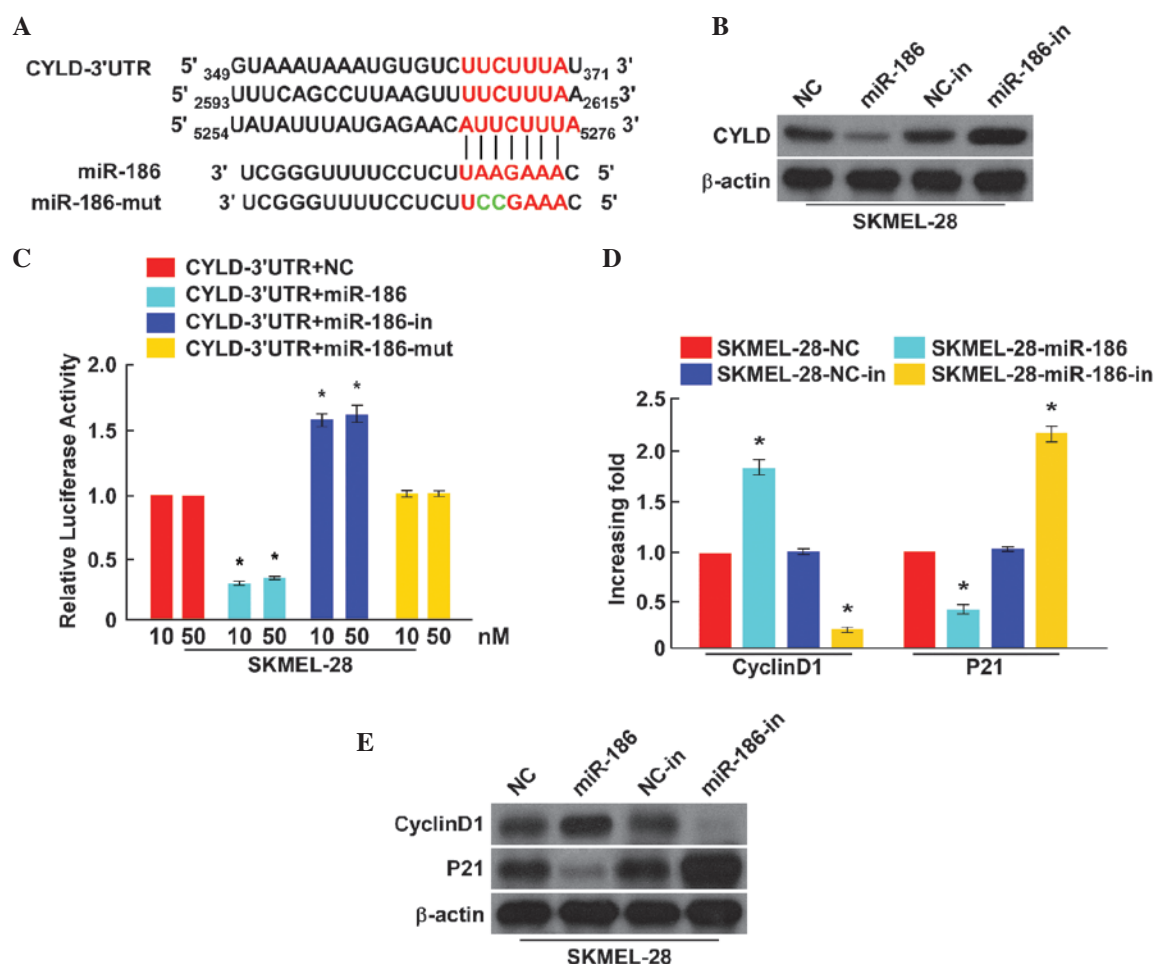 A
CYLD-3'UTR 5' 349 GUAAAUAAAUGUGUCUUCUUUAU 371 3'
5' 2593 UUUCAGCCUUAAGUUUUCUUUAA 2615 3'
5' 5254 UAUAUUUAUGAGAACAUUCUUUA 5276 3'
miR-186 3' UCGGGUUUUCCUCUUAAGAAAC 5'
miR-186-mut 3' UCGGGUUUUCCUCUUCCGAAAC 5'
B
NC miR-186 NC-in miR-186-in
CYLD
β-actin
SKMEL-28
C
CYLD-3'UTR+NC
CYLD-3'UTR+miR-186
CYLD-3'UTR+miR-186-in
CYLD-3'UTR+miR-186-mut
Relative Luciferase Activity
2.0
1.5
1.0
0.5
0
* * * *
10 50 10 50 10 50 10 50 nM
SKMEL-28
D
SKMEL-28-NC SKMEL-28-miR-186
SKMEL-28-NC-in SKMEL-28-miR-186-in
Increasing fold
2.5
2.0
1.5
1.0
0.5
0
* * * *
CyclinD1 P21
E
NC miR-186 NC-in miR-186-in
CyclinD1
P21
β-actin
SKMEL-28